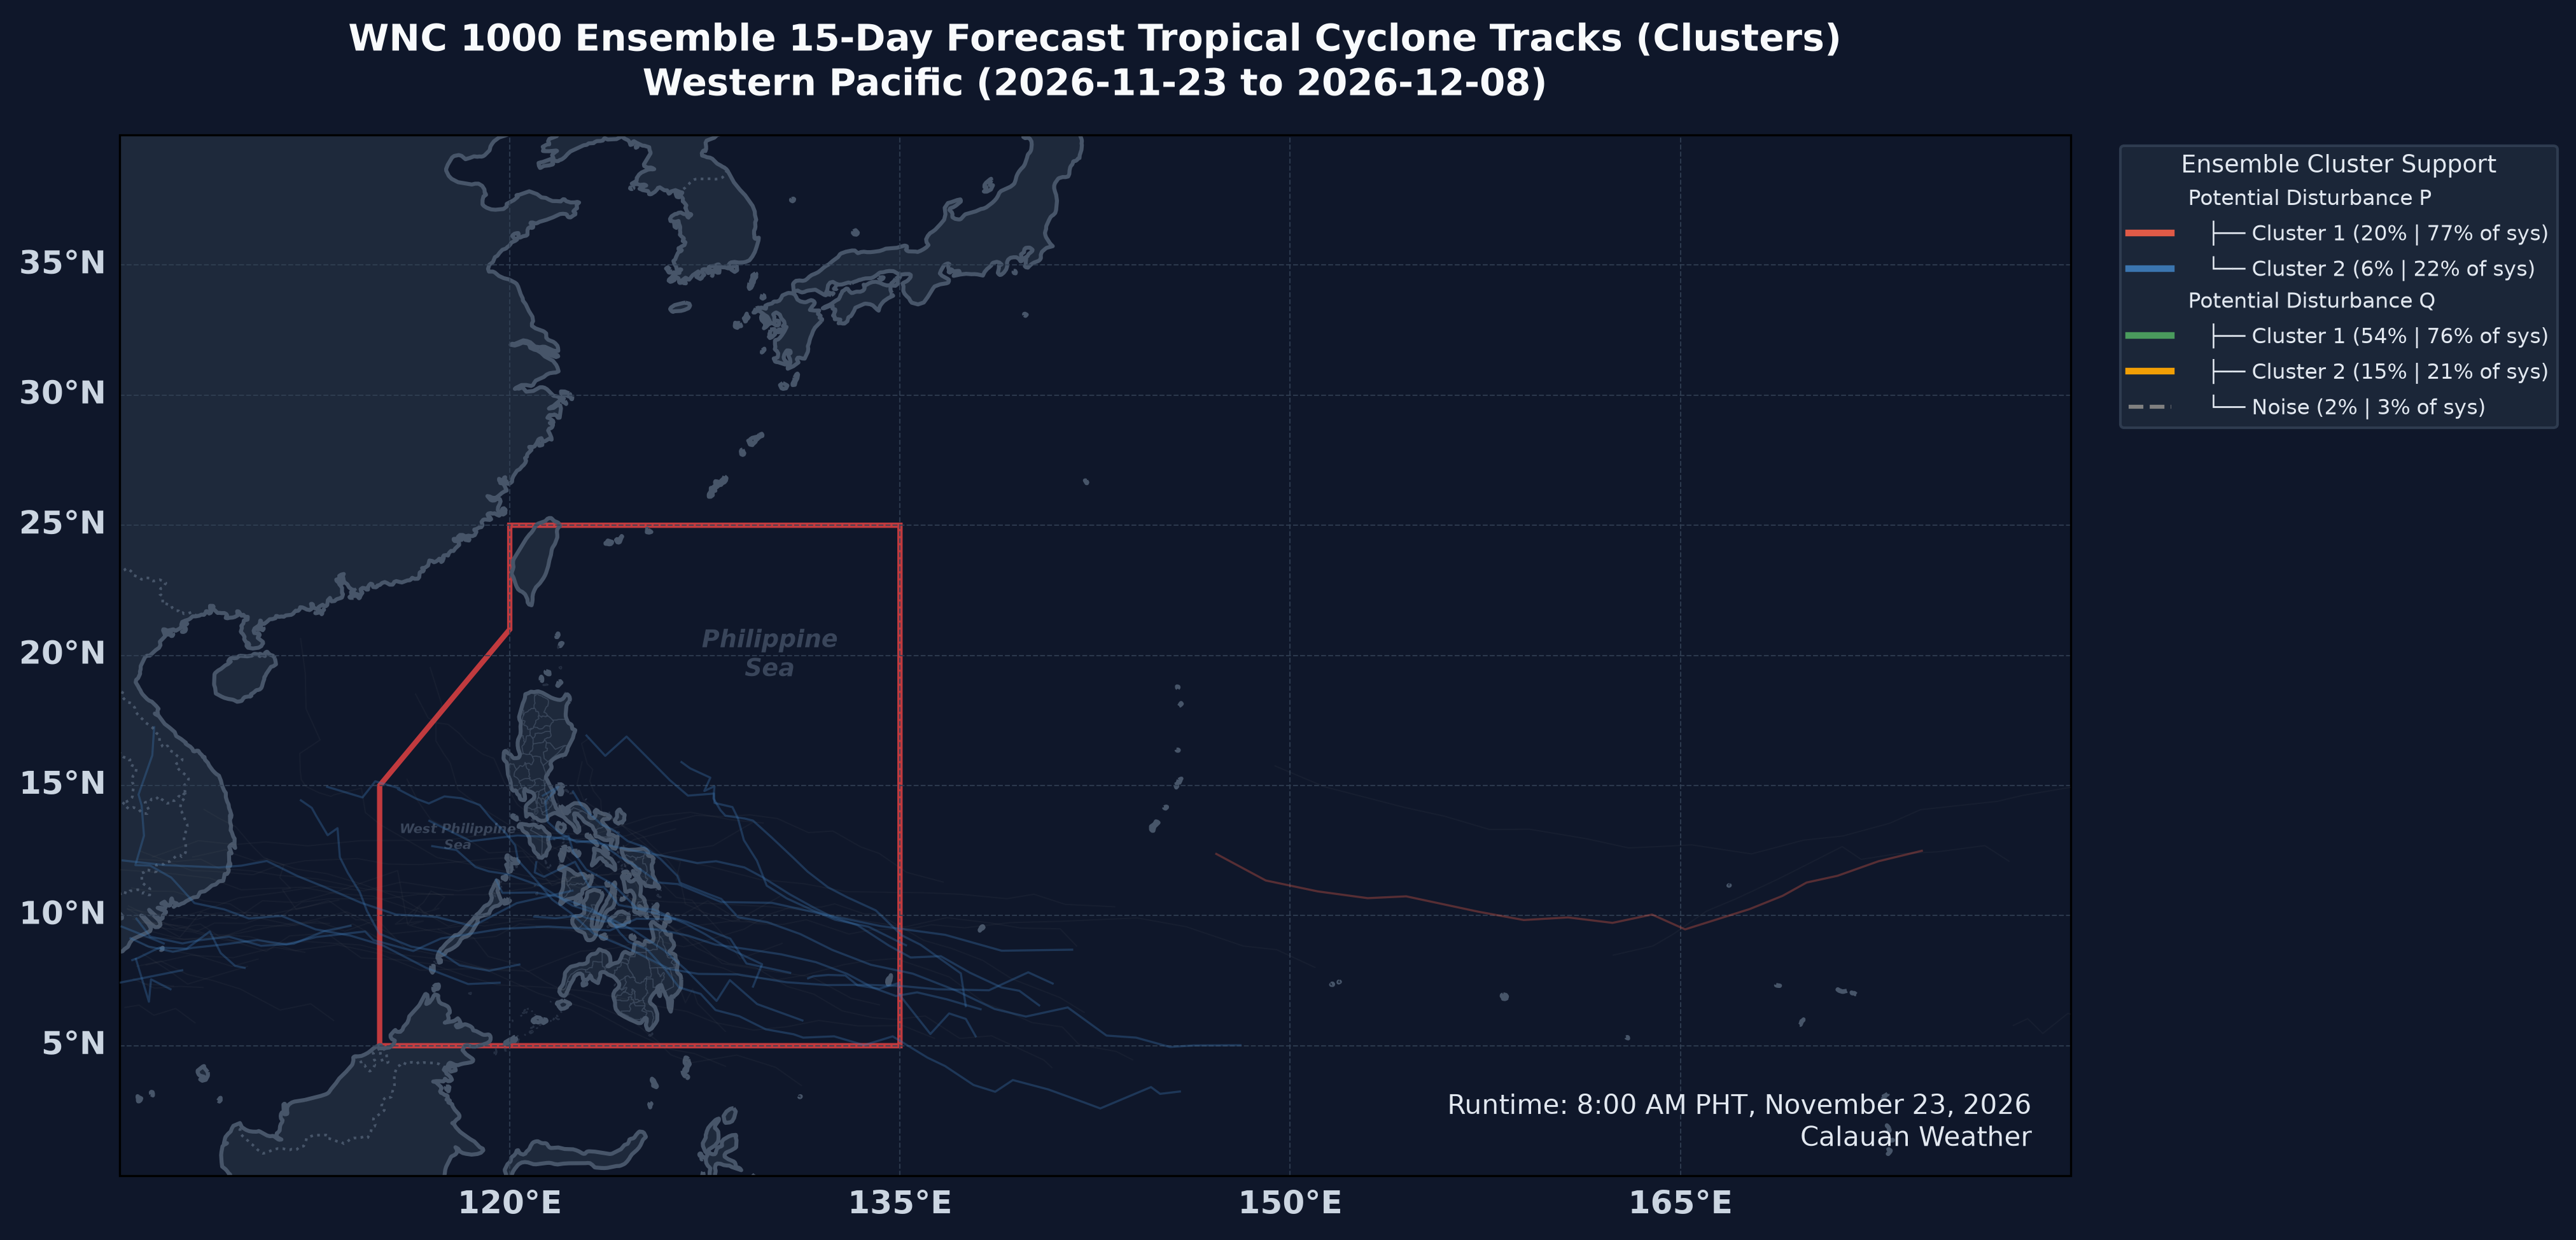 WNC 1000 Ensemble 15-Day Forecast Tropical Cyclone Tracks (Clusters)
Western Pacific (2026-11-23 to 2026-12-08)
Ensemble Cluster Support
Potential Disturbance P
Cluster 1 (20% | 77% of sys)
Cluster 2 (6% | 22% of sys)
Potential Disturbance Q
Cluster 1 (54% | 76% of sys)
Cluster 2 (15% | 21% of sys)
Noise (2% | 3% of sys)
35°N
30°N
25°N
20°N
15°N
10°N
5°N
Philippine
Sea
West Philippine
Sea
Runtime: 8:00 AM PHT, November 23, 2026
Calauan Weather
120°E
135°E
150°E
165°E